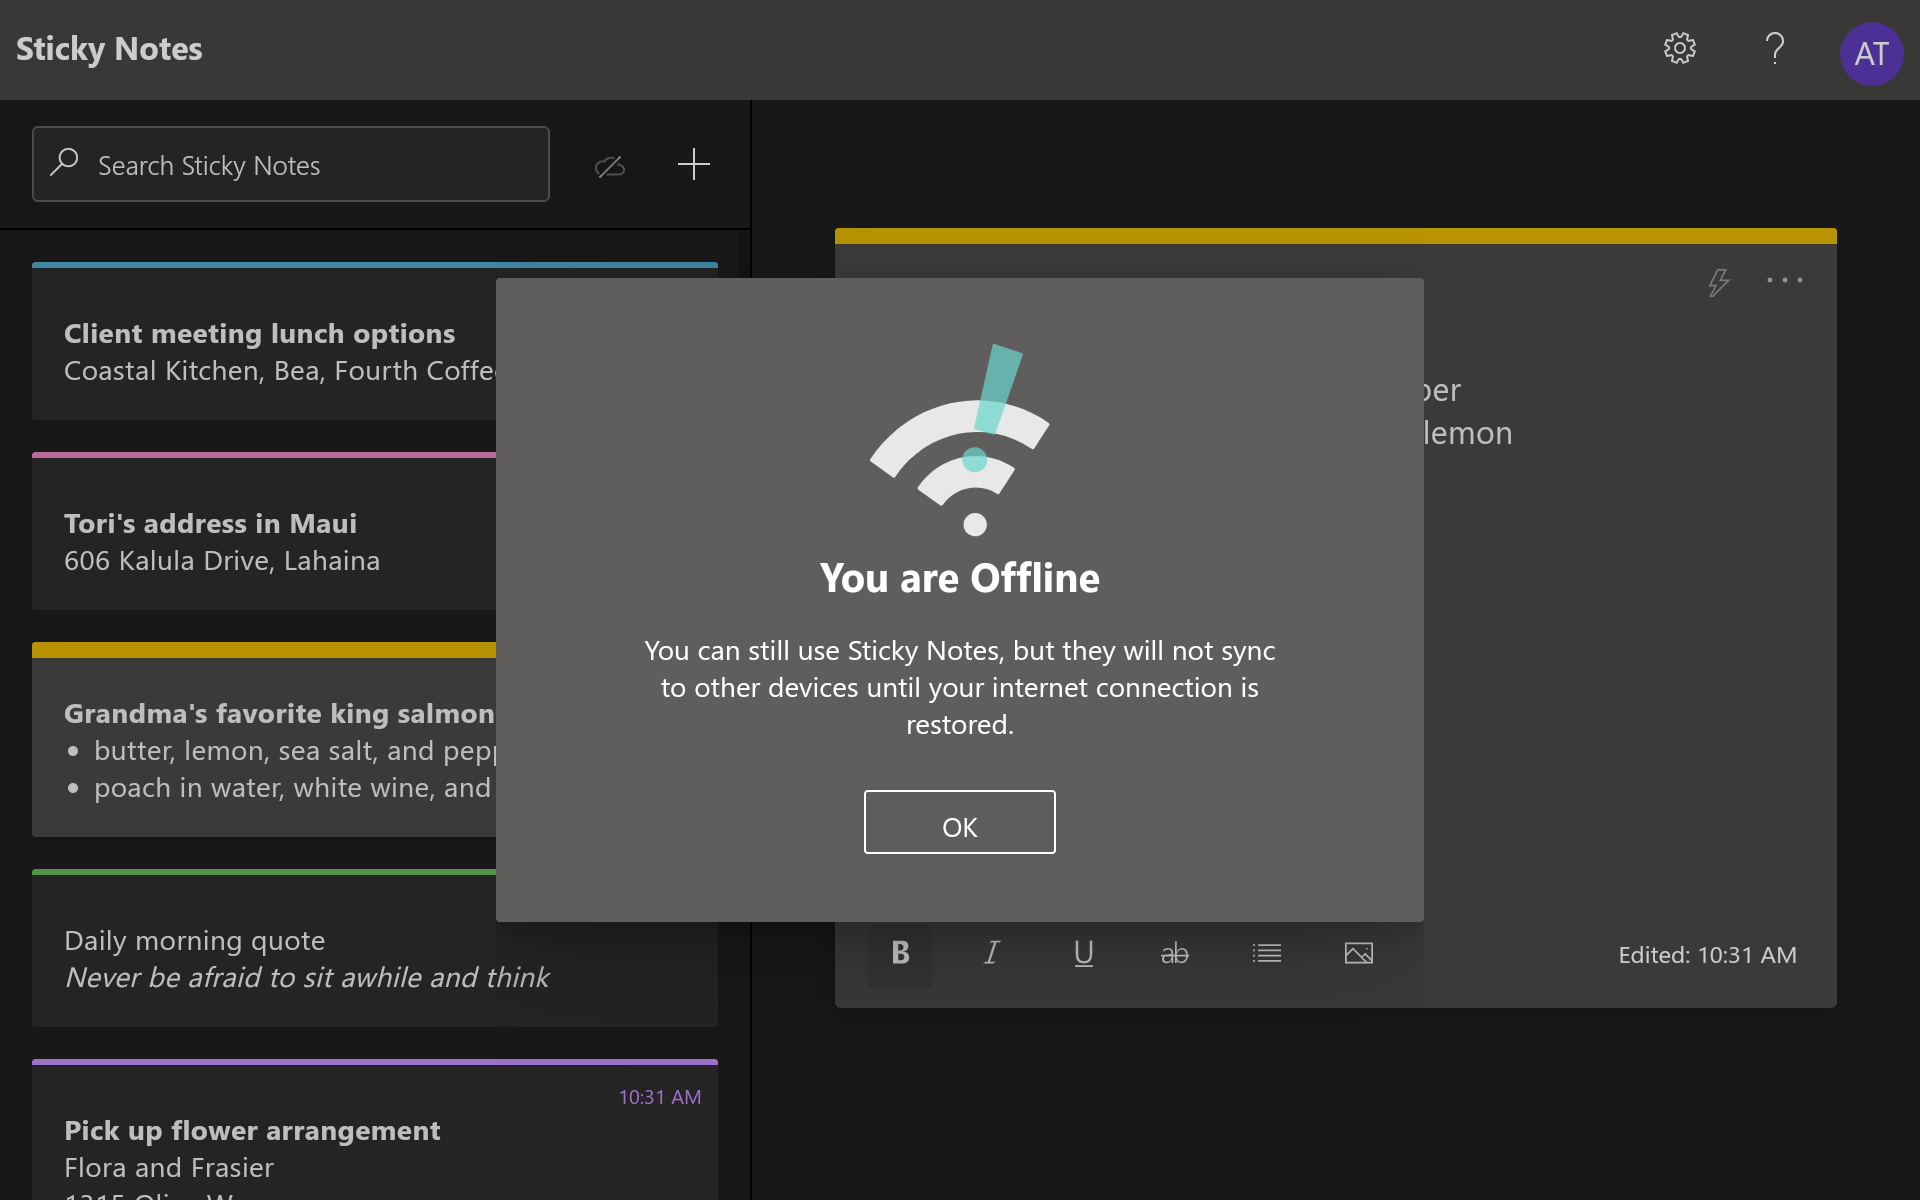 Sticky Notes
AT
Search Sticky Notes
Client meeting lunch options
Coastal Kitchen, Bea, Fourth
Tori's address in Maui
606 Kalula Drive, Lahaina
Grandma's favorite king salmon
butter, lemon, sea salt, and
poach in water, white wine, and
Daily morning quote
Never be afraid to sit awhile and think
10:31 AM
Pick up flower arrangement
Flora and Frasier
lemon
You are Offline
You can still use Sticky Notes, but they will not sync
to other devices until your internet connection is
restored.
OK
B I U ab
Edited: 10:31 AM